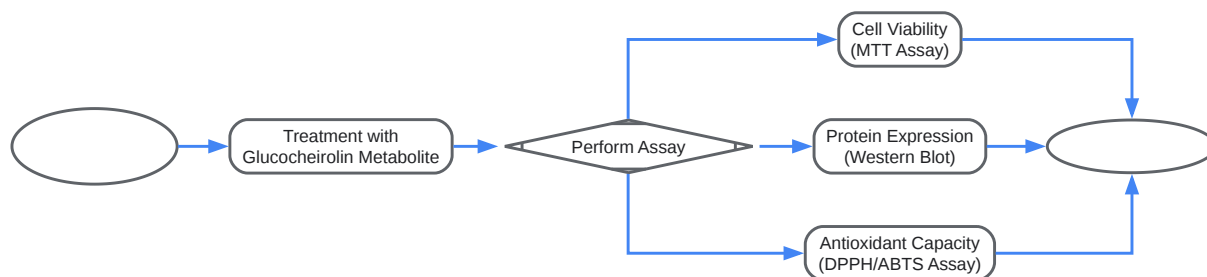 Cell Viability
(MTT Assay)
Treatment with
Glucocheirolin Metabolite
Perform Assay
Protein Expression
(Western Blot)
Antioxidant Capacity
(DPPH/ABTS Assay)